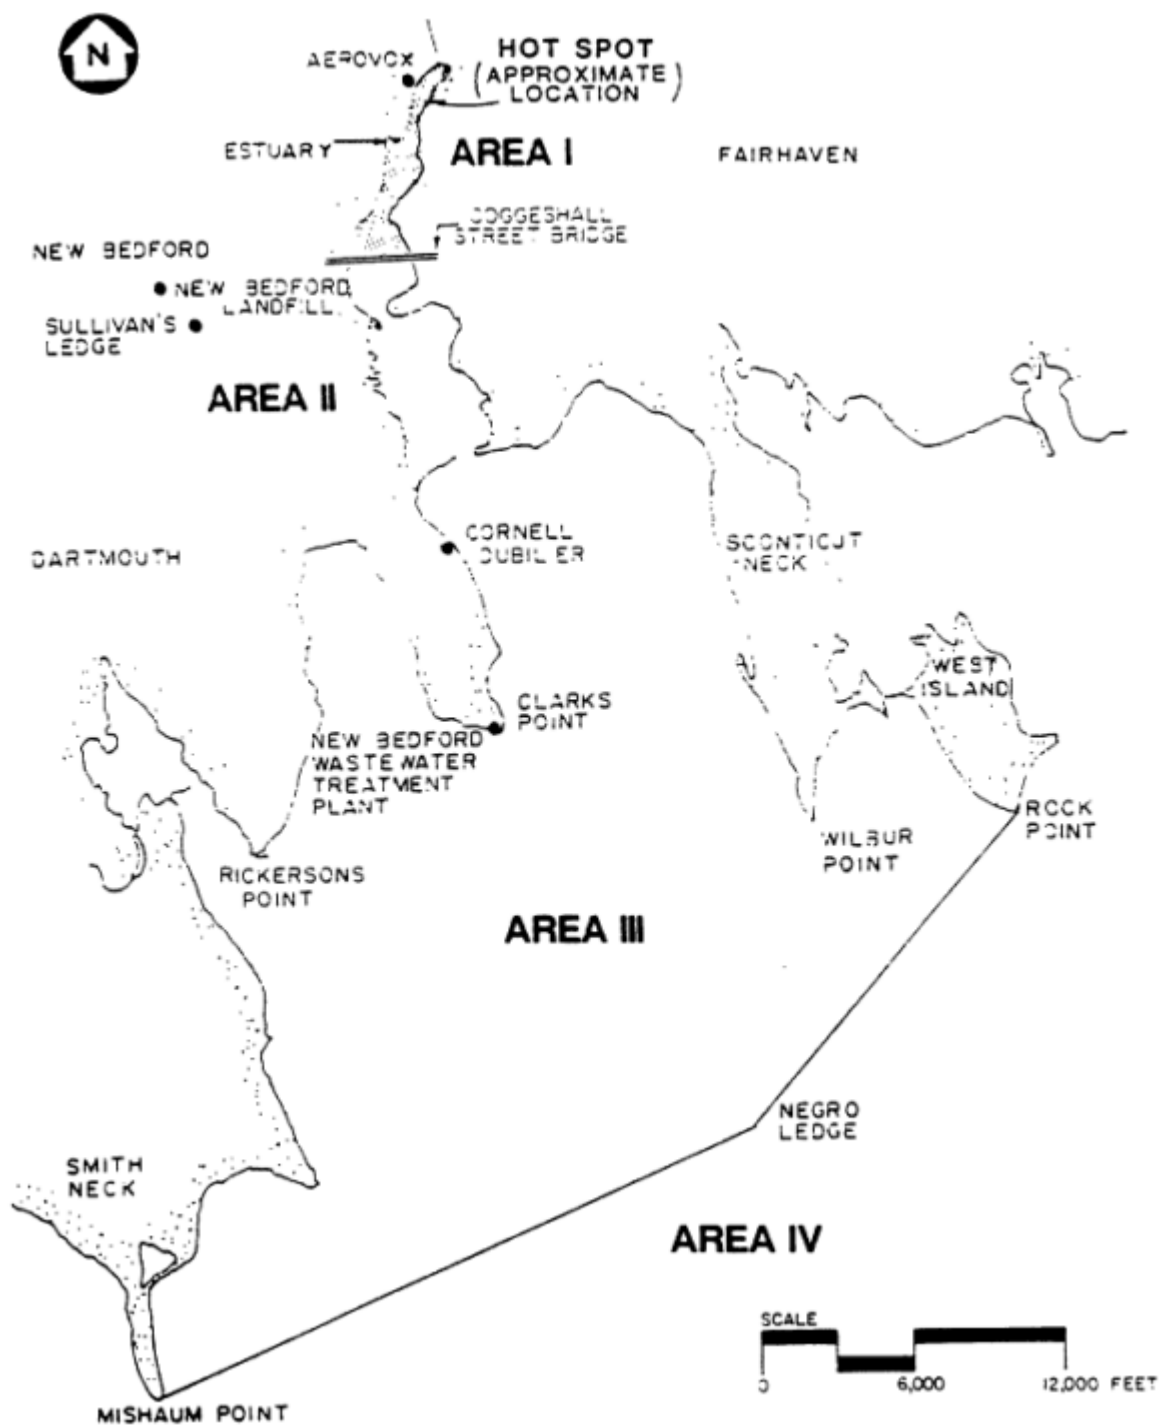 N
HOT SPOT
(APPROXIMATE
LOCATION)
AEROVOX
ESTUARY
AREA I
FAIRHAVEN
COGGESHALL
STREET BRIDGE
NEW BEDFORD
NEW BEDFORD
LANDFILL
SULLIVAN'S
LEDGE
AREA II
DARTMOUTH
CORNELL
DUBILIER
SCONTICUT
NECK
WEST
ISLAND
CLARKS
POINT
NEW BEDFORD
WASTEWATER
TREATMENT
PLANT
ROCK
POINT
WILBUR
POINT
RICKERSONS
POINT
AREA III
NEGRO
LEDGE
SMITH
NECK
AREA IV
SCALE
0 6,000 12,000 FEET
MISHAUM POINT